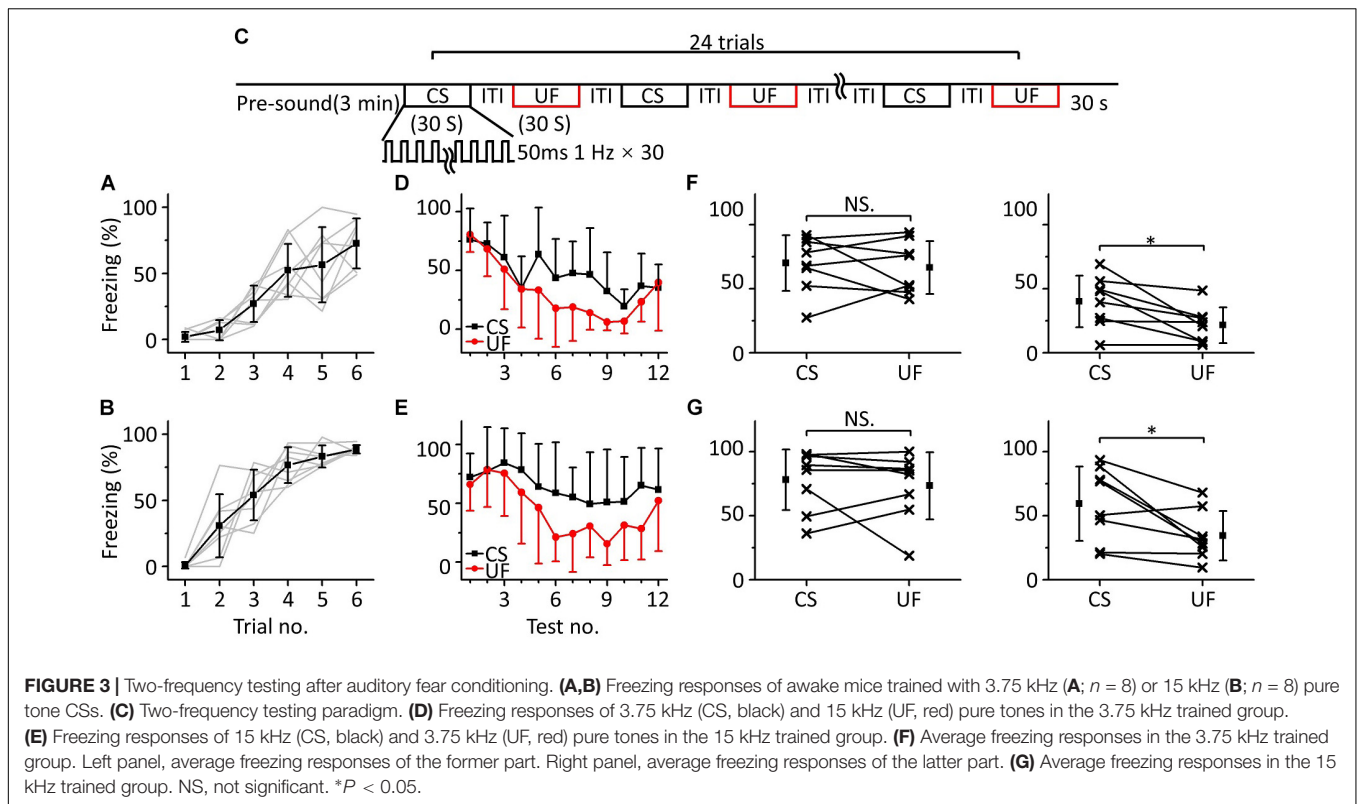 C
24 trials
Pre-sound(3 min) CS ITI UF ITI CS ITI UF ITI ITI CS ITI UF 30 s
(30 S) (30 S)
50ms 1 Hz × 30
A
Freezing (%)
100
50
0
1 2 3 4 5 6
D
100
50
0
CS
UF
3 6 9 12
F
NS.
100
50
0
CS UF
*
100
50
0
CS UF
B
Freezing (%)
100
50
0
1 2 3 4 5 6
Trial no.
E
100
50
0
CS
UF
3 6 9 12
Test no.
G
NS.
100
50
0
CS UF
*
100
50
0
CS UF
FIGURE 3 | Two-frequency testing after auditory fear conditioning. (A,B) Freezing responses of awake mice trained with 3.75 kHz (A; n = 8) or 15 kHz (B; n = 8) pure
tone CSs. (C) Two-frequency testing paradigm. (D) Freezing responses of 3.75 kHz (CS, black) and 15 kHz (UF, red) pure tones in the 3.75 kHz trained group.
(E) Freezing responses of 15 kHz (CS, black) and 3.75 kHz (UF, red) pure tones in the 15 kHz trained group. (F) Average freezing responses in the 3.75 kHz trained
group. Left panel, average freezing responses of the former part. Right panel, average freezing responses of the latter part. (G) Average freezing responses in the 15
kHz trained group. NS, not significant. *P < 0.05.